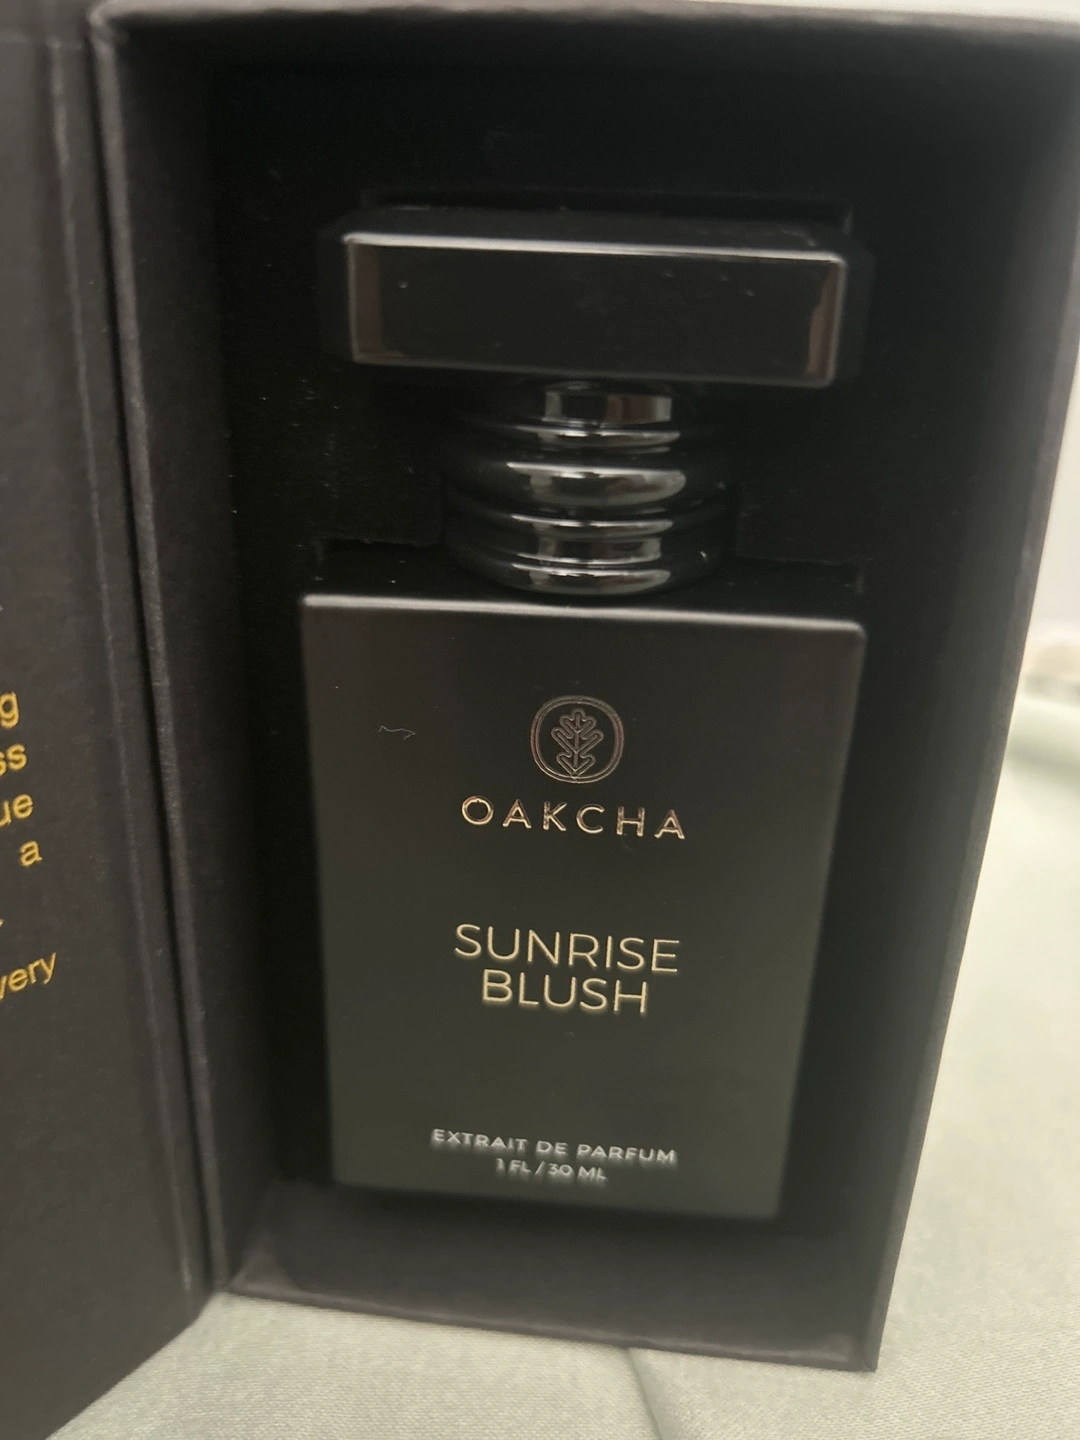 OAKCHA
SUNRISE
BLUSH
EXTRAIT DE PARFUM
1 FL / 30 ML
a